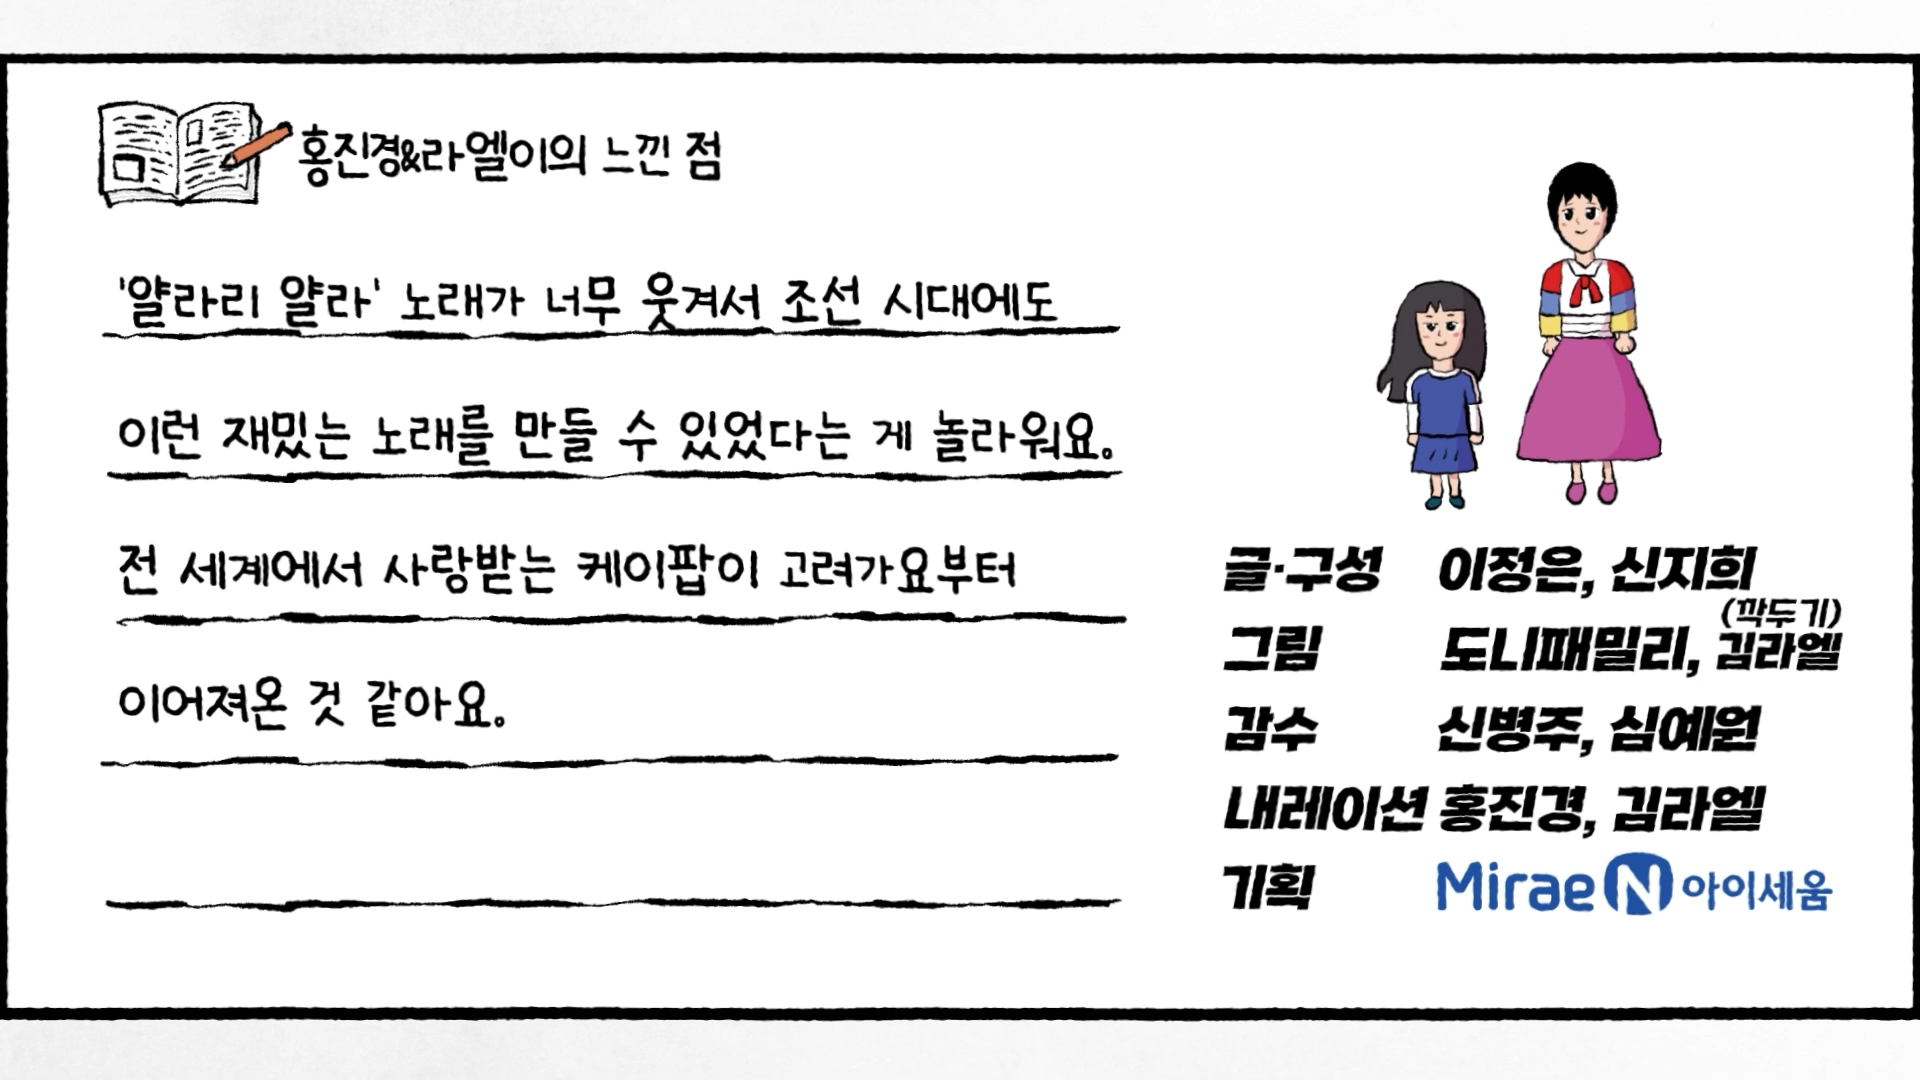 홍진경&라엘이의 느낀 점
'얄라리 얄라' 노래가 너무 웃겨서 조선 시대에도
이런 재밌는 노래를 만들 수 있었다는 게 놀라워요.
전 세계에서 사랑받는 케이팝이 고려가요부터
이어져온 것 같아요.
글·구성 이정은, 신지희
(깍두기)
그림 도니패밀리, 김라엘
감수 신병주, 심예원
내레이션 홍진경, 김라엘
기획 Mirae N 아이세움